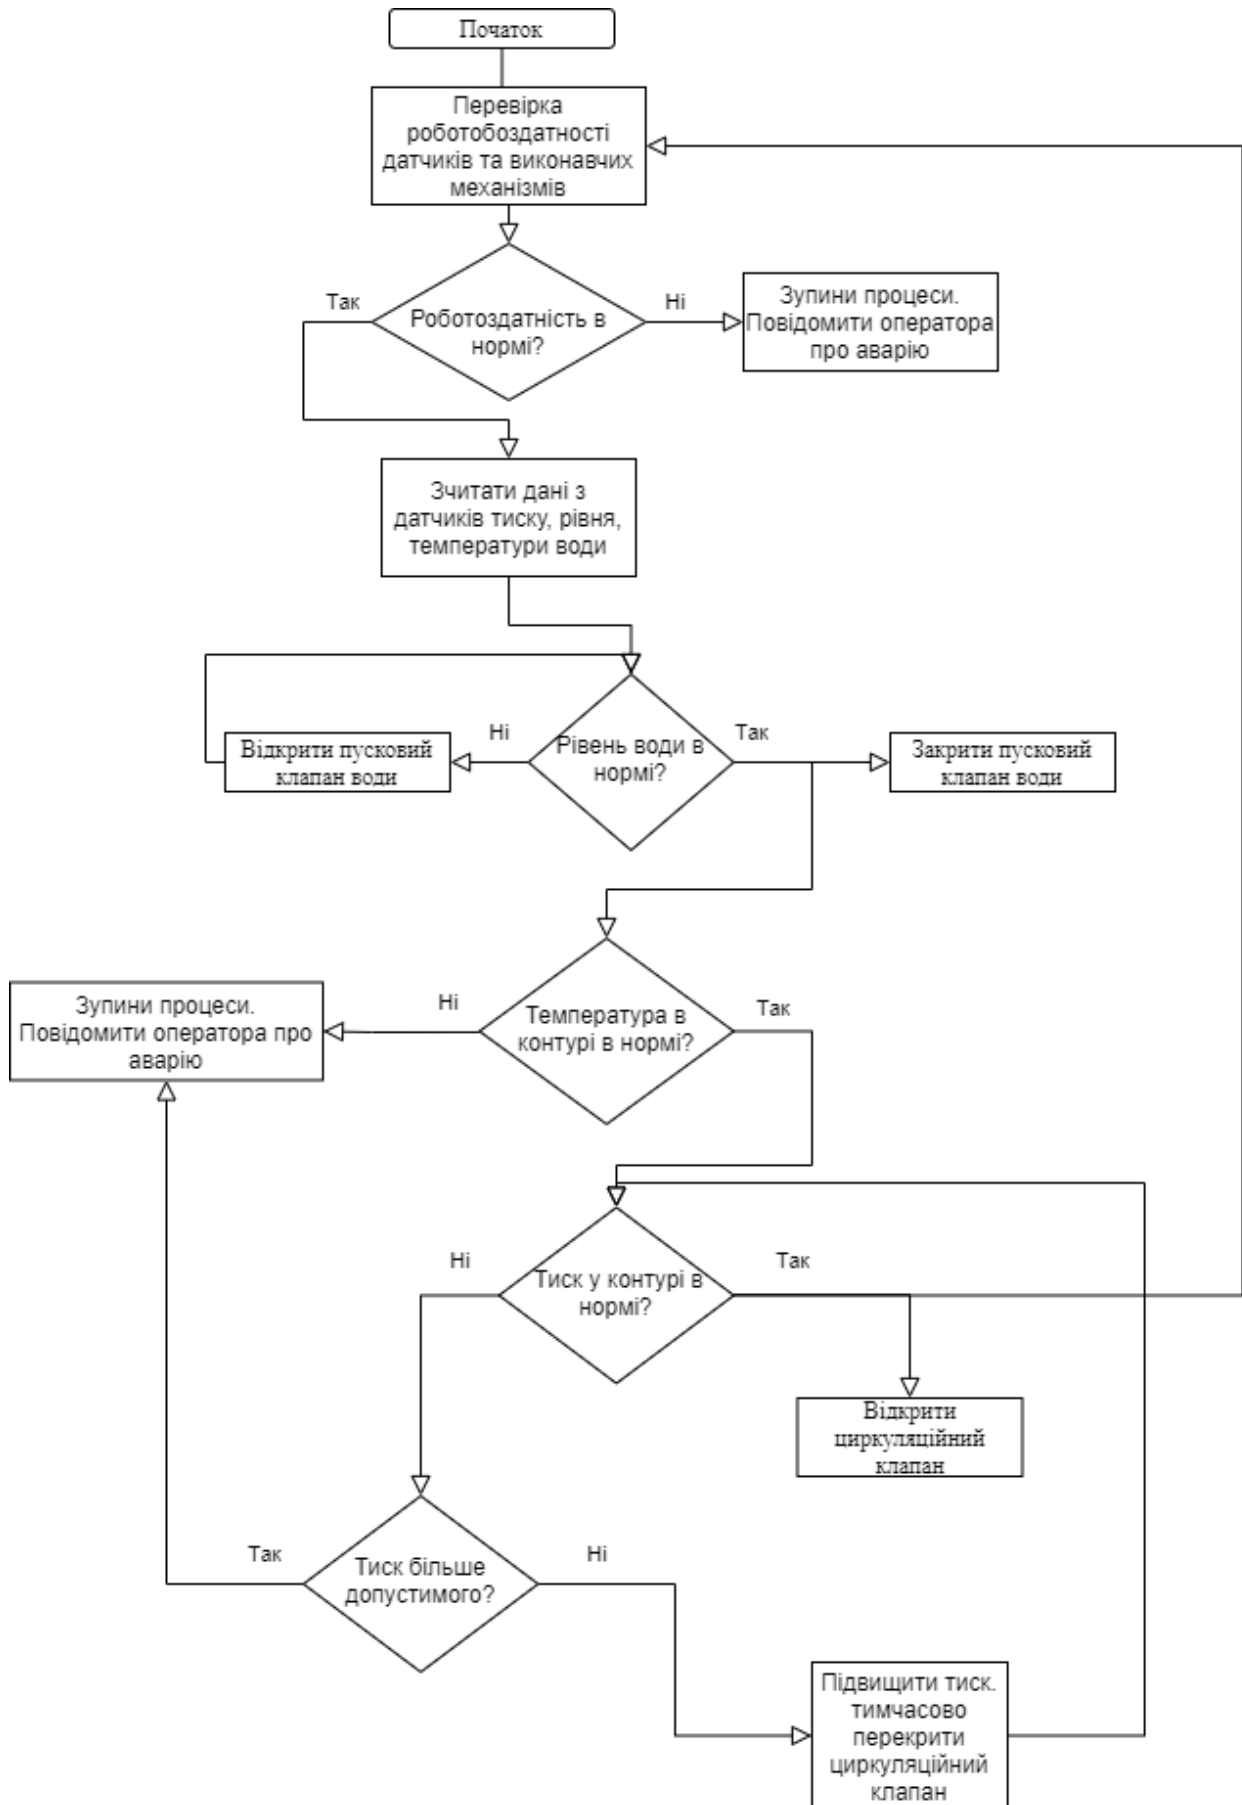 Початок
Перевірка
роботобоздатності
датчиків та виконавчих
механізмів
Так
Ні
Роботоздатність в
нормі?
Зупини процеси.
Повідомити оператора
про аварію
Зчитати дані з
датчиків тиску, рівня,
температури води
Ні
Так
Відкрити пусковий
клапан води
Рівень води в
нормі?
Закрити пусковий
клапан води
Зупини процеси.
Повідомити оператора про
аварію
Ні
Так
Температура в
контурі в нормі?
Ні
Так
Тиск у контурі в
нормі?
Відкрити
циркуляційний
клапан
Так
Ні
Тиск більше
допустимого?
Підвищити тиск.
тимчасово
перекрити
циркуляційний
клапан